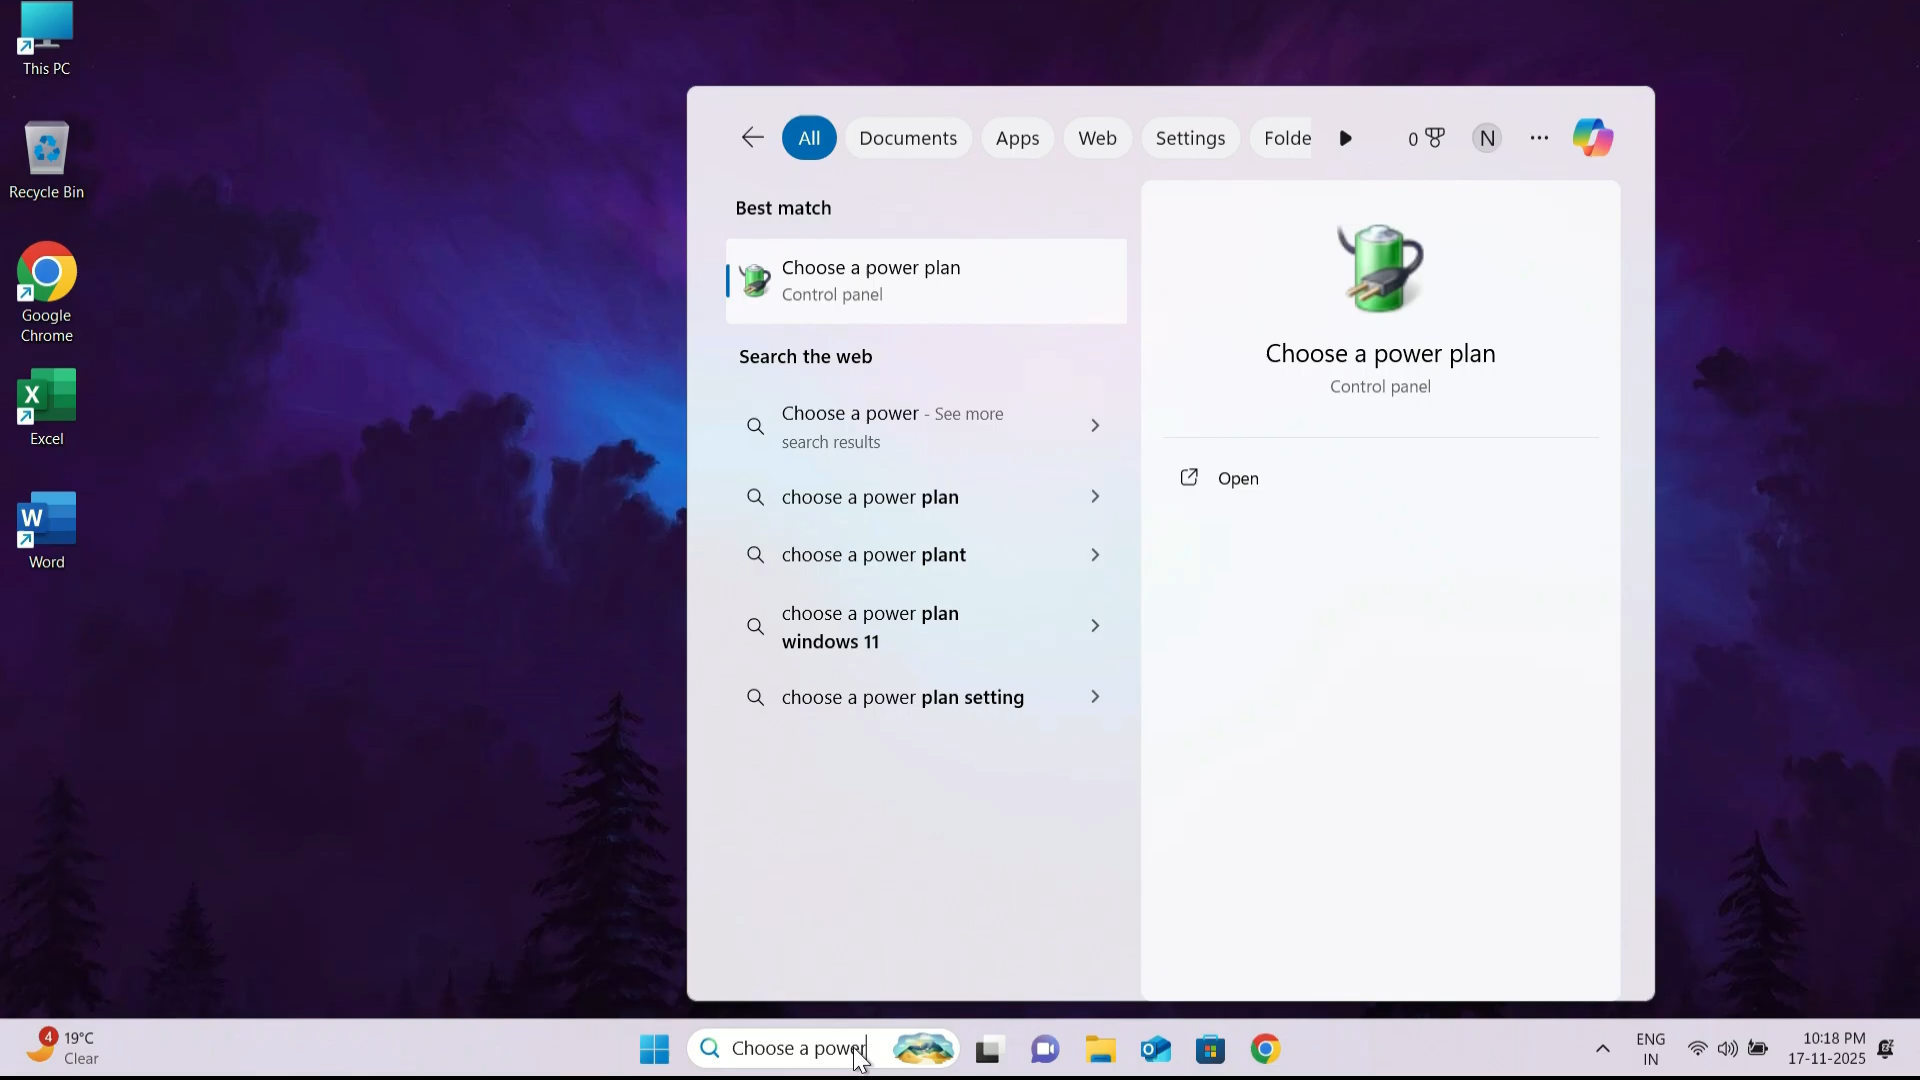 This PC
Recycle Bin
Google
Chrome
X
Excel
W
Word
All
Documents
Apps
Web
Settings
Folde
0
N
Best match
Choose a power plan
Control panel
Search the web
Choose a power - See more
search results
choose a power plan
choose a power plant
choose a power plan
windows 11
choose a power plan setting
Choose a power plan
Control panel
Open
4
19°C
Clear
Choose a power
ENG
IN
10:18 PM
17-11-2025